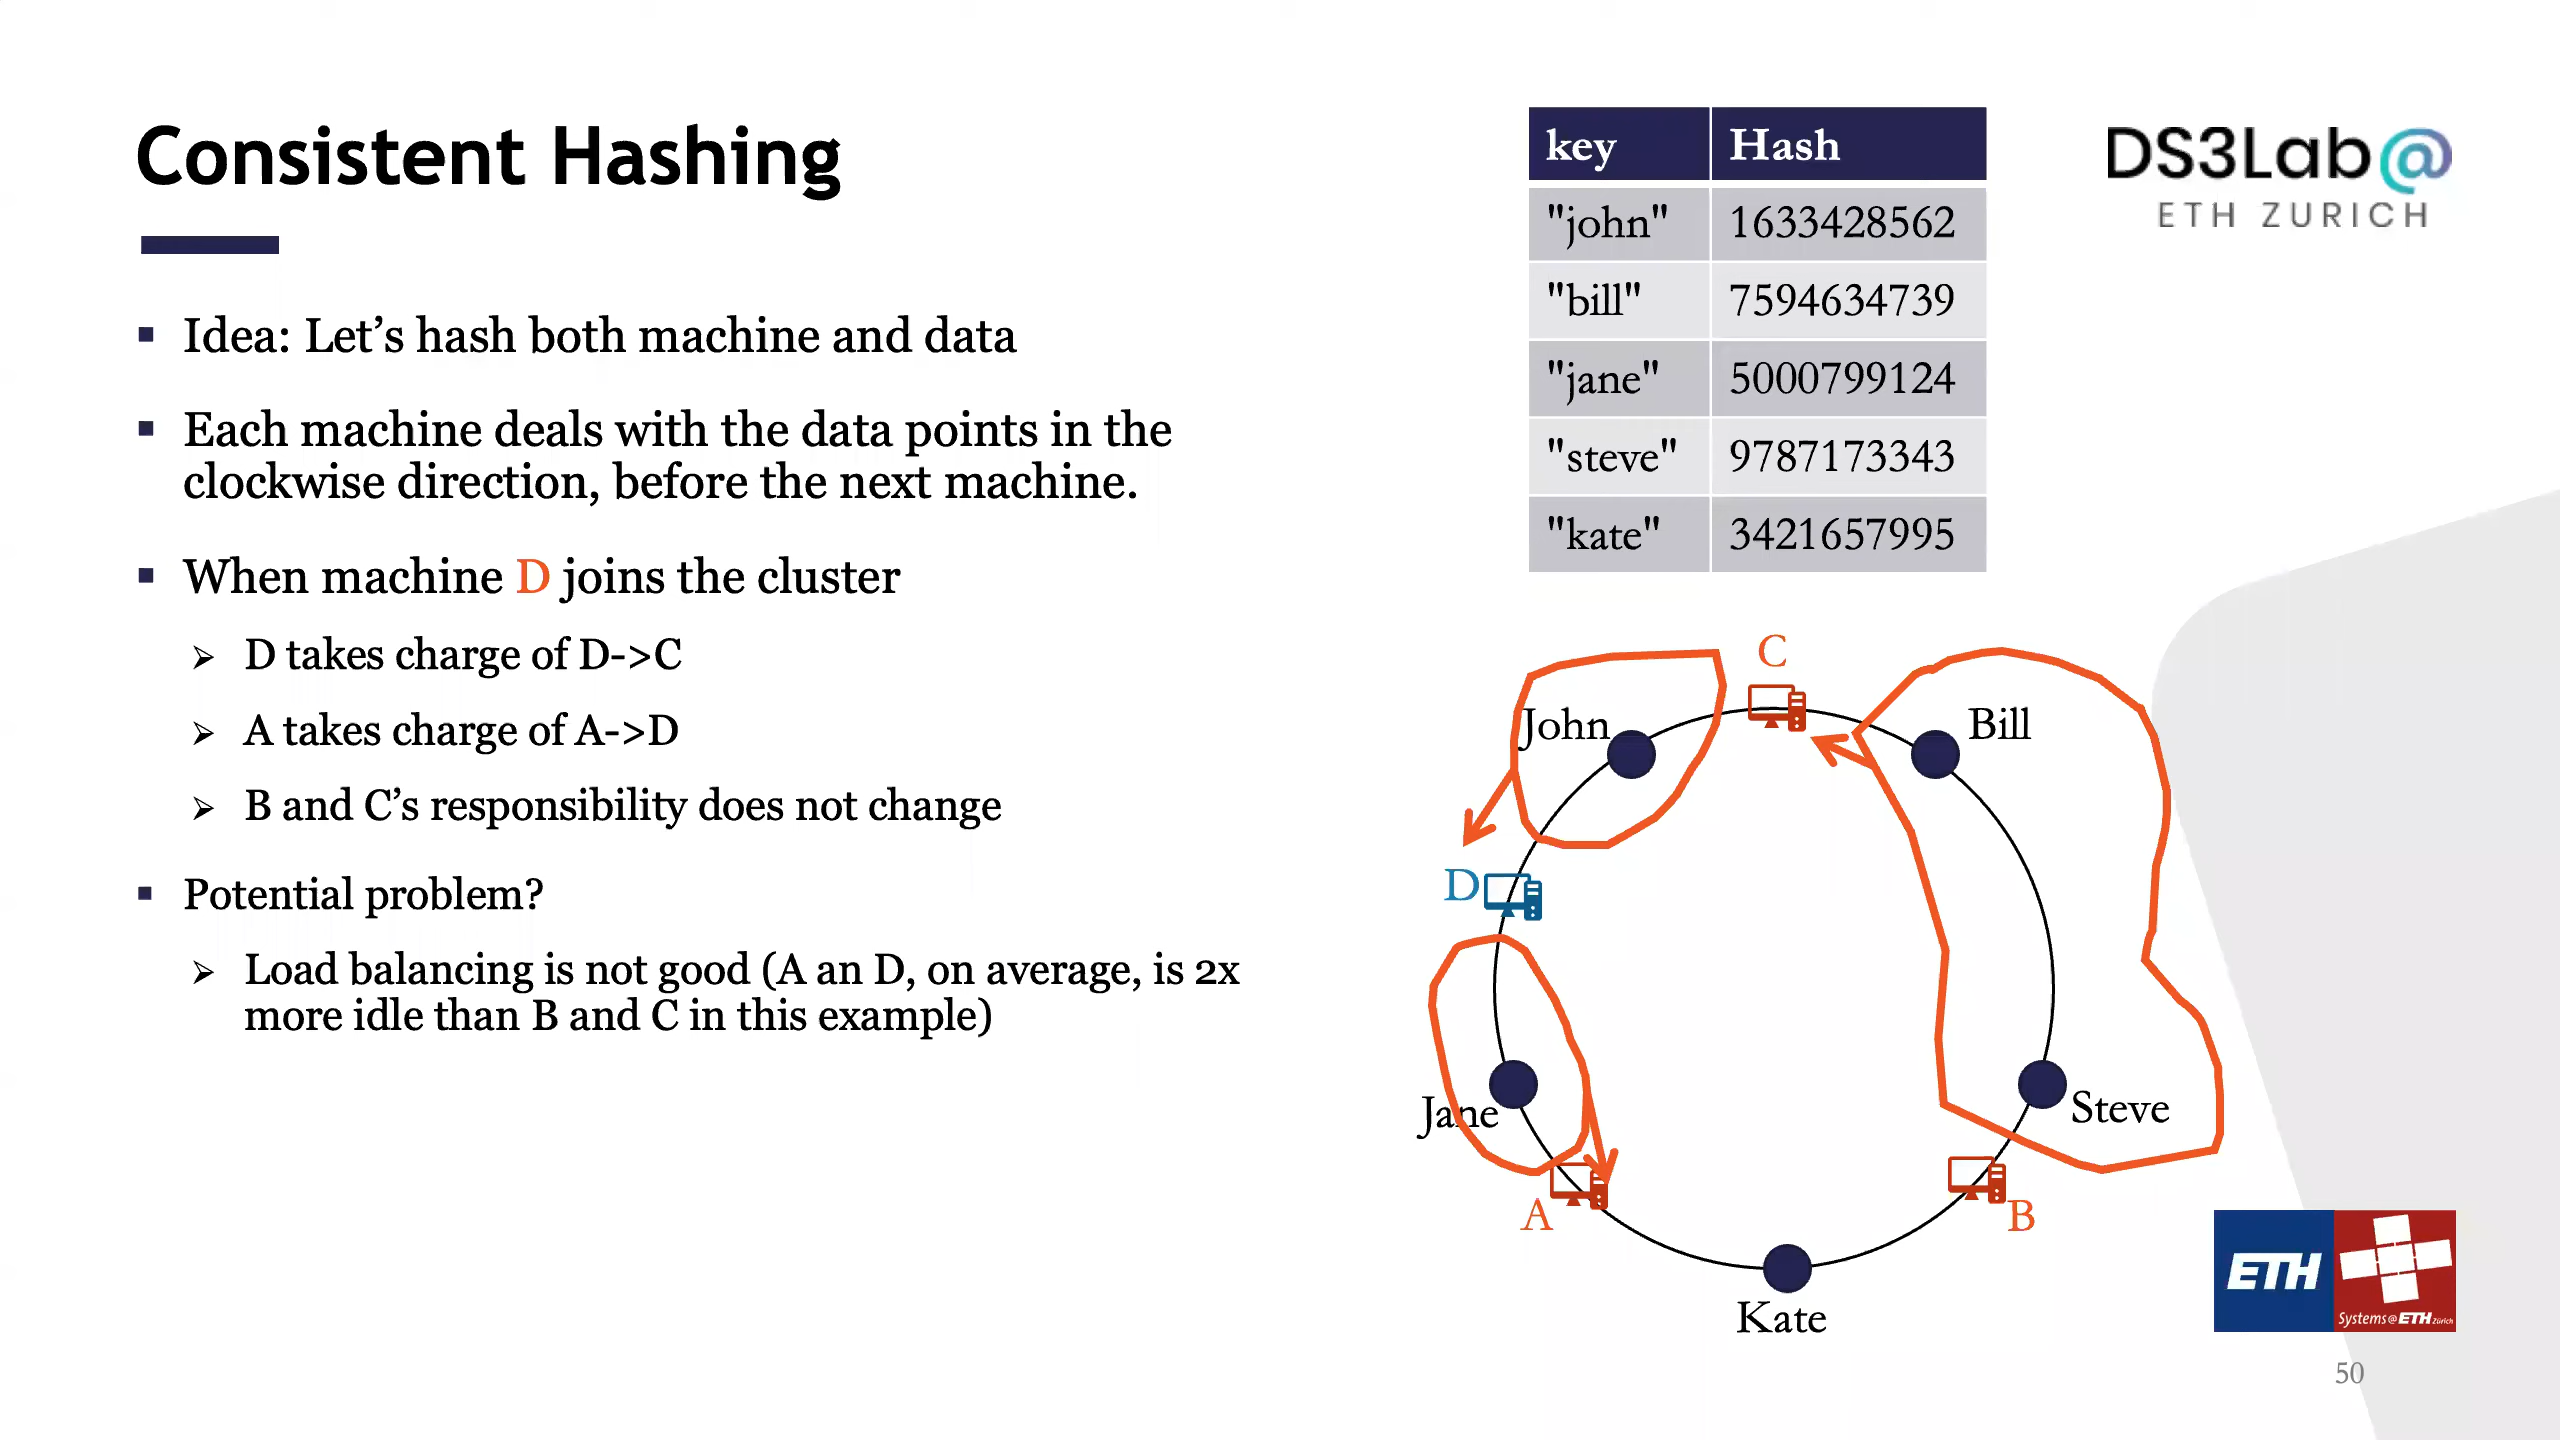 Consistent Hashing
▪ Idea: Let’s hash both machine and data
▪ Each machine deals with the data points in the
clockwise direction, before the next machine.
▪ When machine D joins the cluster
➢ D takes charge of D->C
➢ A takes charge of A->D
➢ B and C’s responsibility does not change
▪ Potential problem?
➢ Load balancing is not good (A an D, on average, is 2x
more idle than B and C in this example)
key Hash
"john" 1633428562
"bill" 7594634739
"jane" 5000799124
"steve" 9787173343
"kate" 3421657995
DS3Lab@
ETH ZURICH
C
John
Bill
D
Jane
Steve
A
B
Kate
ETH
Systems@ETH Zürich
50